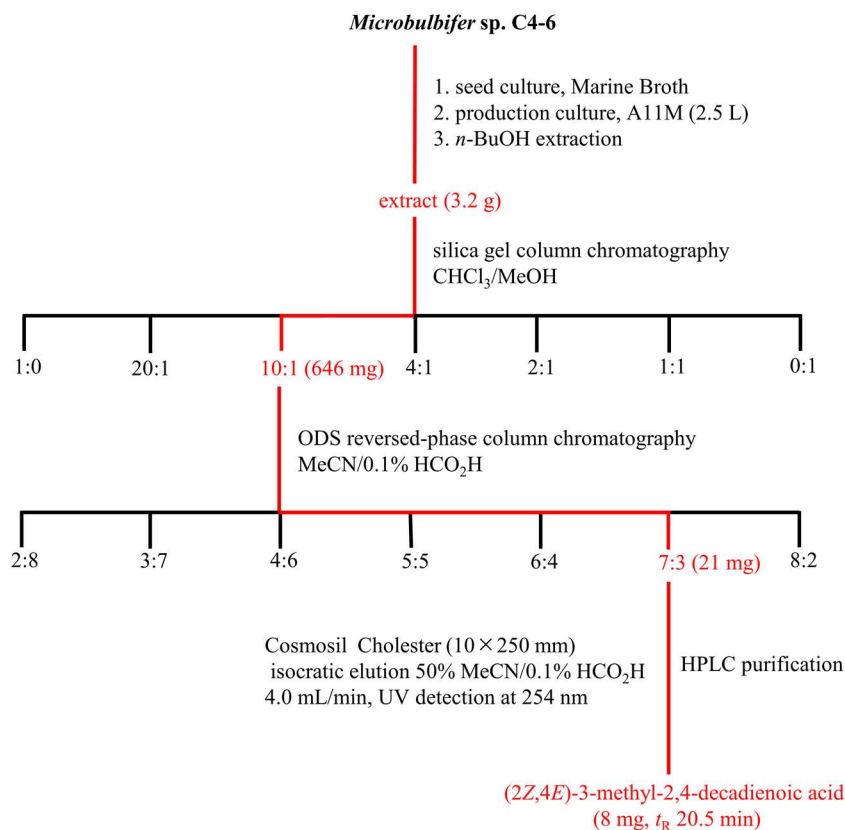 Microbulbifer sp. C4-6
1. seed culture, Marine Broth
2. production culture, A11M (2.5 L)
3. n-BuOH extraction
extract (3.2 g)
silica gel column chromatography
CHCl₃/MeOH
1:0 20:1 10:1 (646 mg) 4:1 2:1 1:1 0:1
ODS reversed-phase column chromatography
MeCN/0.1% HCO₂H
2:8 3:7 4:6 5:5 6:4 7:3 (21 mg) 8:2
Cosmosil Cholester (10×250 mm)
isocratic elution 50% MeCN/0.1% HCO₂H
4.0 mL/min, UV detection at 254 nm
HPLC purification
(2Z,4E)-3-methyl-2,4-decadienoic acid
(8 mg, tR 20.5 min)